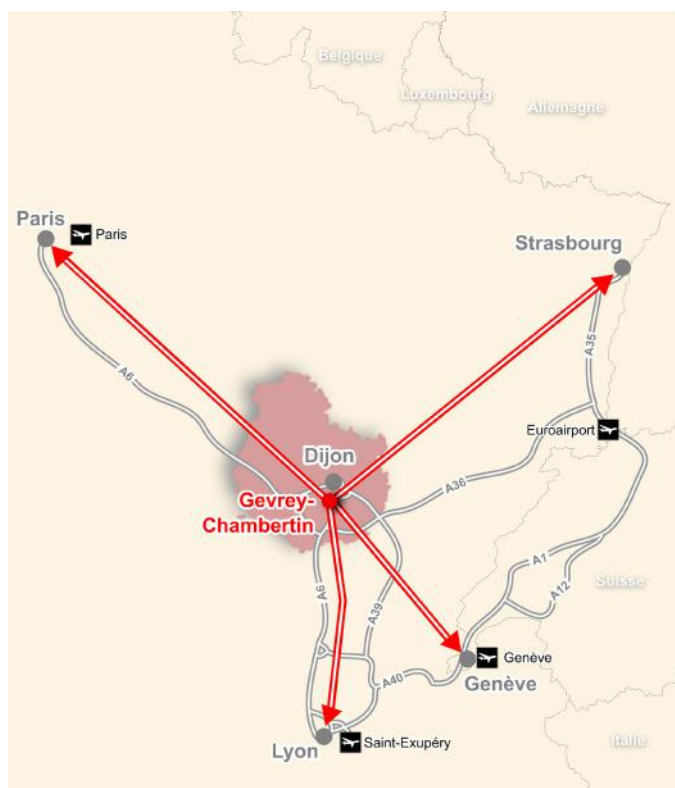 Belgique
Luxembourg
Allemagne
Paris
Paris
Strasbourg
A35
A6
Euroairport
Dijon
A36
Gevrey-
Chambertin
A1
A12
Suisse
A6
A39
Genève
Genève
A40
Lyon
Saint-Exupéry
Italie